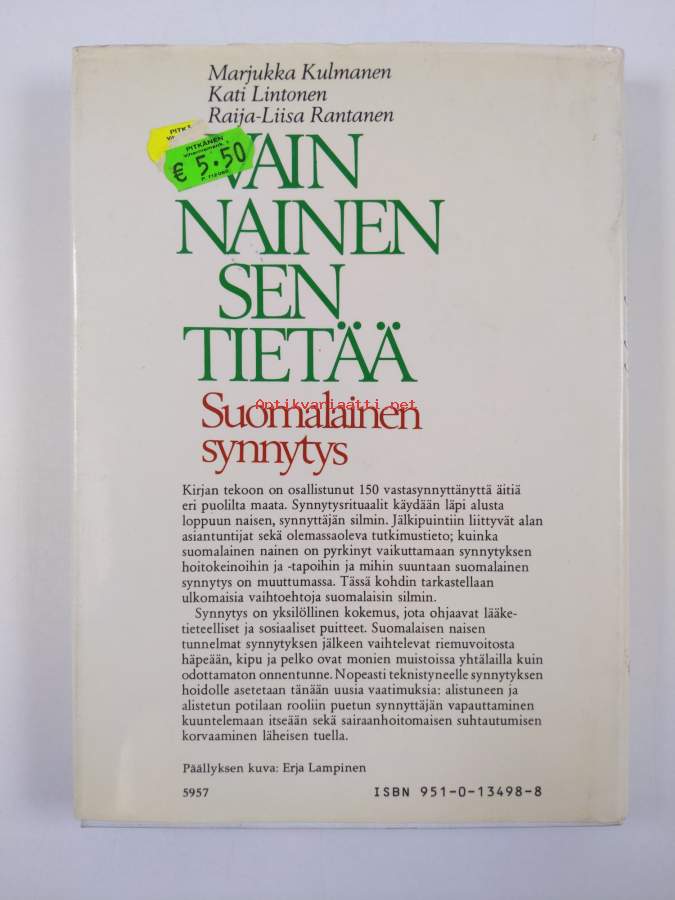 Marjukka Kulmanen
Kati Lintonen
Raija-Liisa Rantanen
PITKÄNEN
€ 5.50
VAIN
NAINEN
SEN
TIETÄÄ
Antikvariaatti.net
Suomalainen
synnytys
Kirjan tekoon on osallistunut 150 vastasynnyttänyttä äitiä
eri puolilta maata. Synnytysrituaalit käydään läpi alusta
loppuun naisen, synnyttäjän silmin. Jälkipuintiin liittyvät alan
asiantuntijat sekä olemassaoleva tutkimustieto; kuinka
suomalainen nainen on pyrkinyt vaikuttamaan synnytyksen
hoitokeinoihin ja -tapoihin ja mihin suuntaan suomalainen
synnytys on muuttumassa. Tässä kohdin tarkastellaan
ulkomaisia vaihtoehtoja suomalaisin silmin.
Synnytys on yksilöllinen kokemus, jota ohjaavat lääke-
tieteelliset ja sosiaaliset puitteet. Suomalaisen naisen
tunnelmat synnytyksen jälkeen vaihtelevat riemuvoitosta
häpeään, kipu ja pelko ovat monien muistoissa yhtälailla kuin
odottamaton onnentunne. Nopeasti teknistyneelle synnytyksen
hoidolle asetetaan tänään uusia vaatimuksia: alistuneen ja
alistetun potilaan rooliin puetun synnyttäjän vapauttaminen
kuuntelemaan itseään sekä sairaanhoitomaisen suhtautumisen
korvaaminen läheisen tuella.
Päällyksen kuva: Erja Lampinen
5957
ISBN 951-0-13498-8